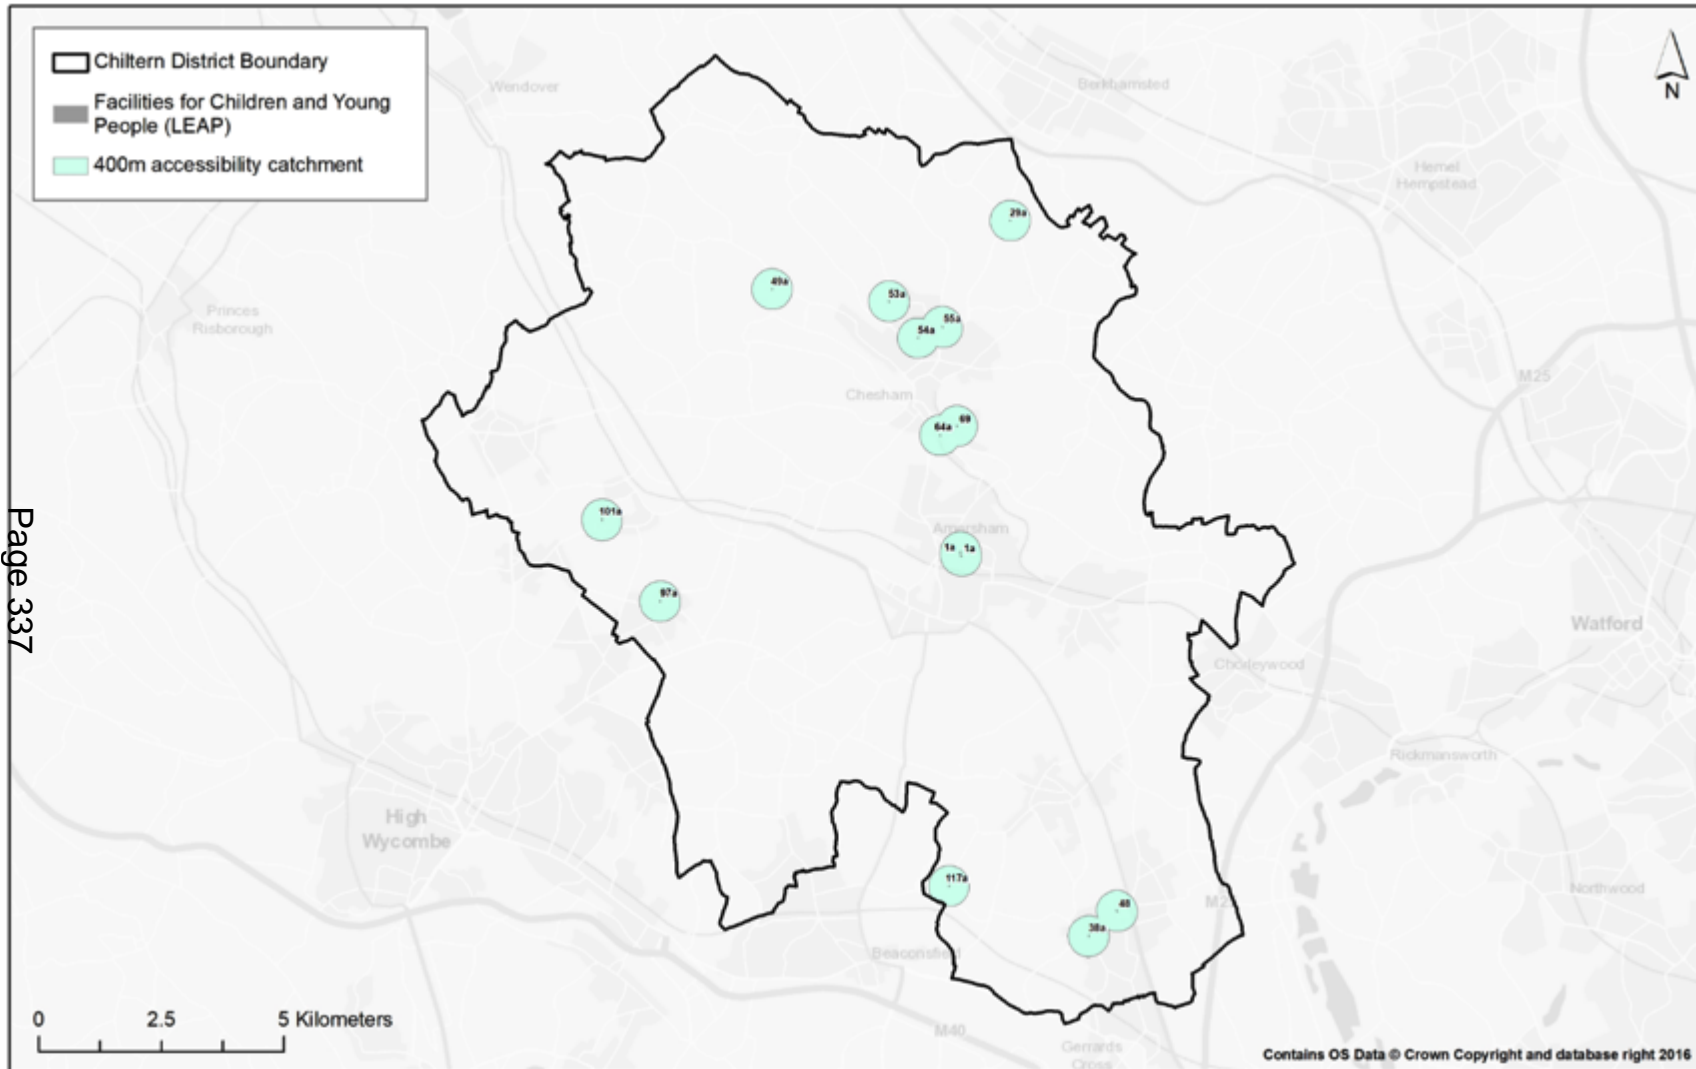 Chiltern District Boundary
Facilities for Children and Young
People (LEAP)
400m accessibility catchment
N
Wendover
Berkhamsted
Hemel
Hempstead
29a
49a
53a
55a
54a
Princes
Risborough
M25
Chesham
69
64a
101a
Amersham
1a 1a
97a
Page 337
Watford
Chorleywood
Rickmansworth
High
Wycombe
117a
48
38a
Northwood
Beaconsfield
M40
Gerrards
Cross
0 2.5 5 Kilometers
Contains OS Data © Crown Copyright and database right 2016